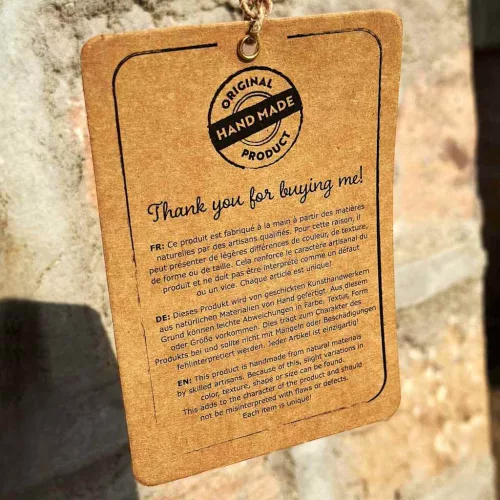 ORIGINAL
HAND MADE
PRODUCT
Thank you for buying me!
FR: Ce produit est fabriqué à la main à partir des matières
naturelles par des artisans qualifiés. Pour cette raison, il
peut présenter de légères différences de couleur, de texture,
de forme ou de taille. Cela renforce le caractère artisanal du
produit et ne doit pas être interprété comme un défaut
ou un vice. Chaque article est unique!
DE: Dieses Produkt wird von geschickten Kunsthandwerkern
aus natürlichen Materialien von Hand gefertigt. Aus diesem
Grund können leichte Abweichungen in Farbe, Textur, Form
oder Größe vorkommen. Dies trägt zum Charakter des
Produkts bei und sollte nicht mit Mängeln oder Beschädigungen
fehlinterpretiert werden. Jeder Artikel ist einzigartig!
EN: This product is handmade from natural materials
by skilled artisans. Because of this, slight variations in
color, texture, shape or size can be found.
This adds to the character of the product and should
not be misinterpreted with flaws or defects.
Each item is unique!